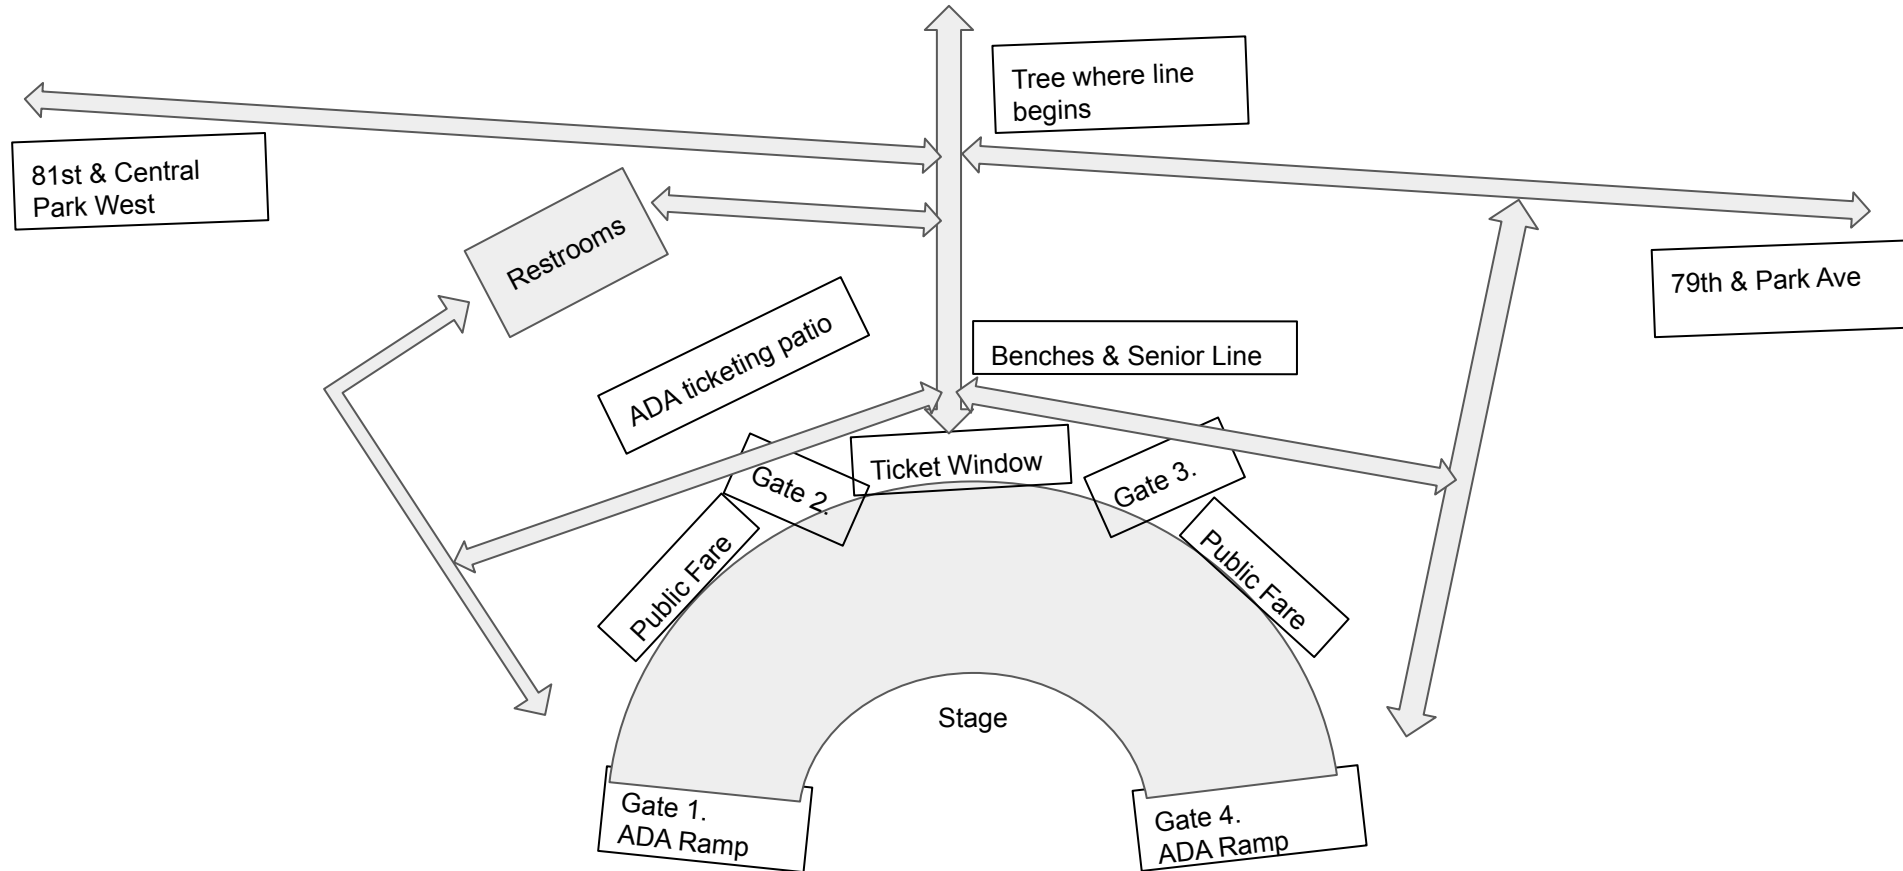 Tree where line
begins
81st & Central
Park West
Restrooms
79th & Park Ave
ADA ticketing patio
Benches & Senior Line
Ticket Window
Gate 2.
Gate 3.
Public Fare
Public Fare
Stage
Gate 1.
ADA Ramp
Gate 4.
ADA Ramp